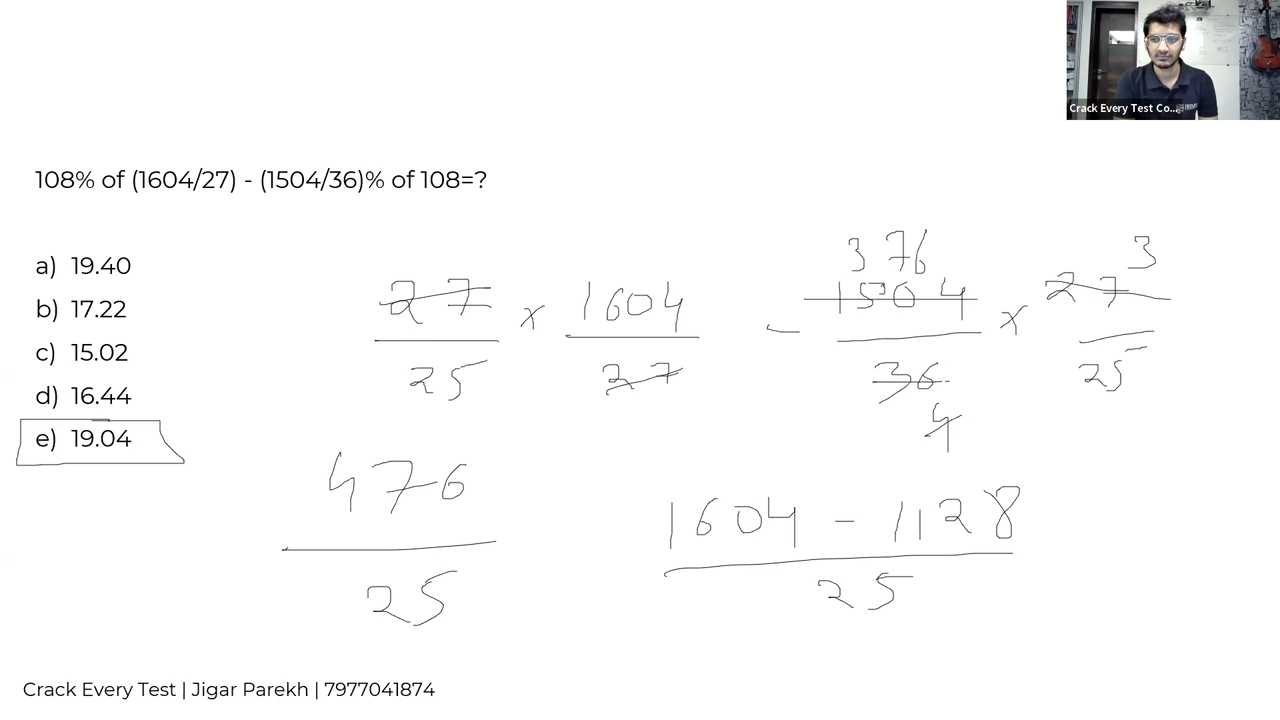 Crack Every Test Co...
108% of (1604/27) - (1504/36)% of 108=?
a) 19.40
b) 17.22
c) 15.02
d) 16.44
e) 19.04
3 76 3
27 x 1604 - 1504 x 27
25 27 36 25
4
476
25
1604 - 1128
25
Crack Every Test | Jigar Parekh | 7977041874